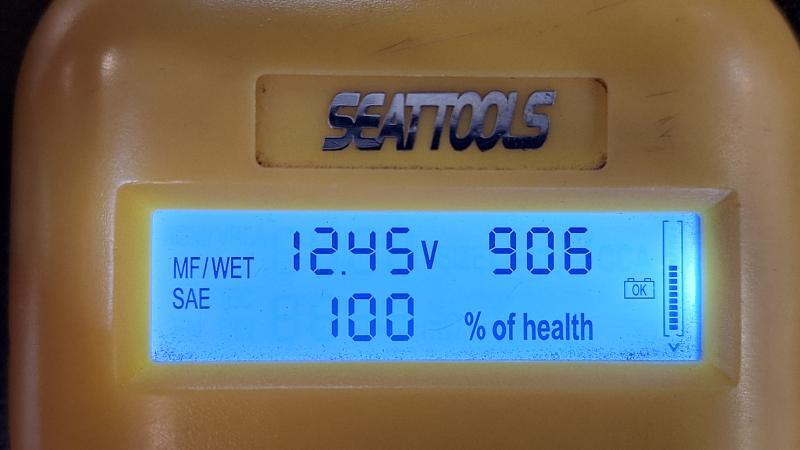 SEATTOOLS
MF/WET 12.45V 906
SAE 100 % of health
OK
V